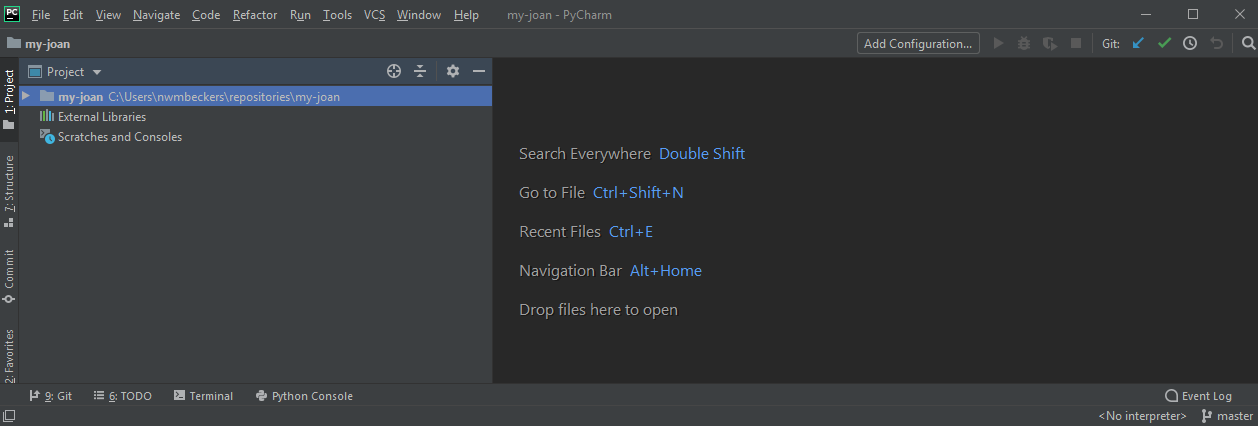 PC File Edit View Navigate Code Refactor Run Tools VCS Window Help my-joan - PyCharm
my-joan Add Configuration... Git:
1: Project
Project
my-joan C:\Users\nwmbeckers\repositories\my-joan
External Libraries
Scratches and Consoles
7: Structure
Commit
2: Favorites
Search Everywhere Double Shift
Go to File Ctrl+Shift+N
Recent Files Ctrl+E
Navigation Bar Alt+Home
Drop files here to open
9: Git 6: TODO Terminal Python Console Event Log
<No interpreter> master